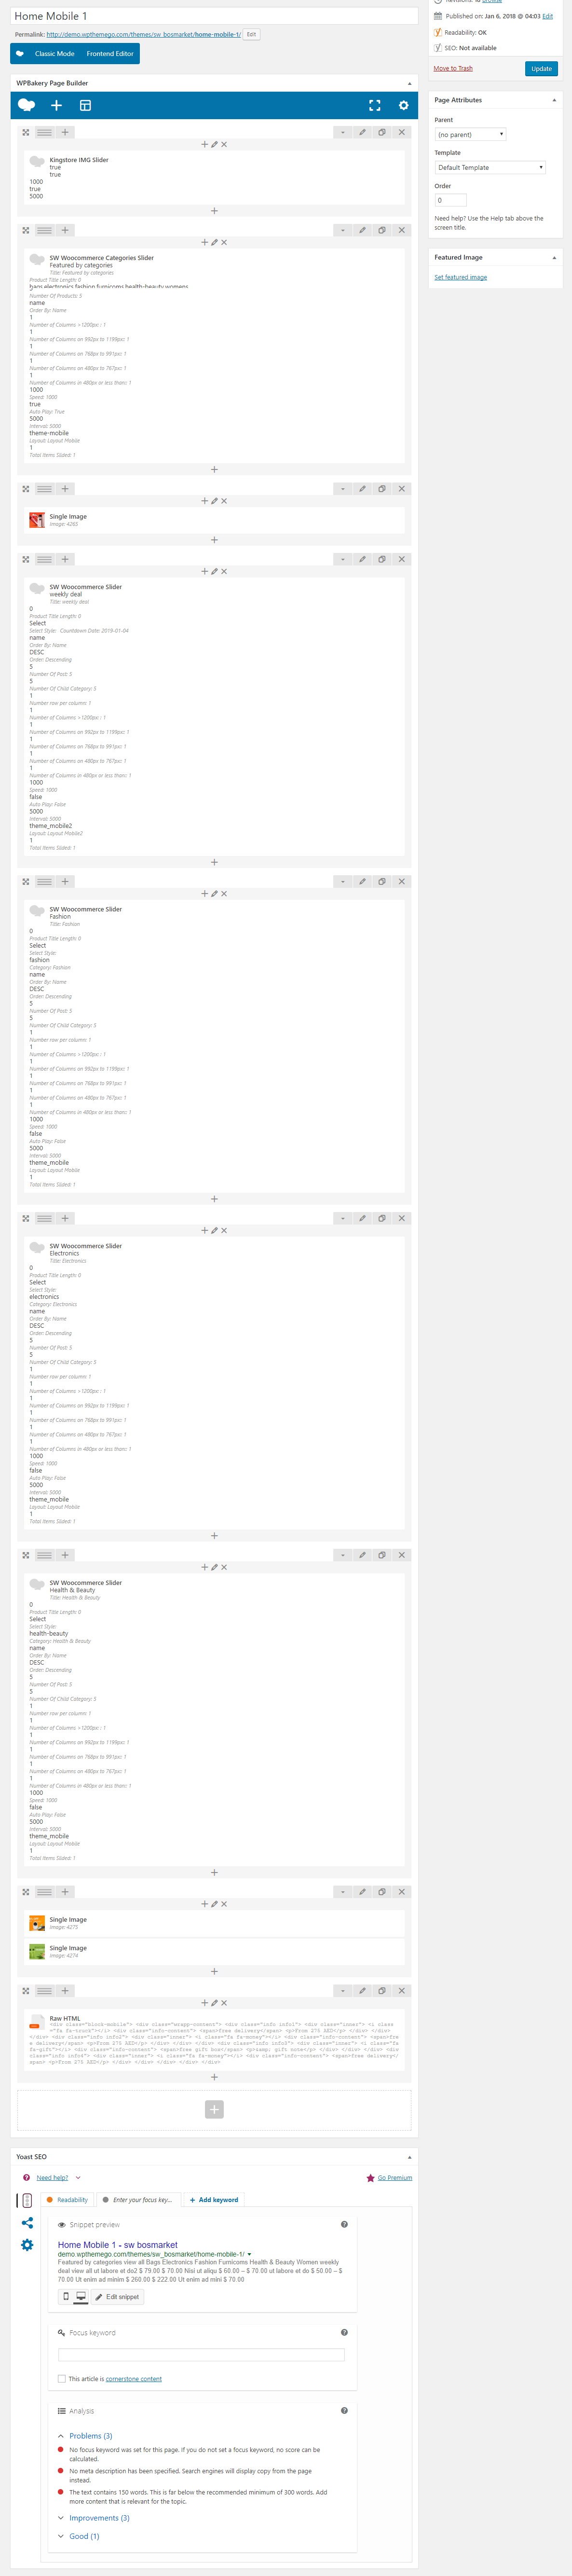 Home Mobile 1
Permalink: http://demo.wpthemego.com/themes/sw_bosmarket/home-mobile-1/ Edit
Classic Mode Frontend Editor
WPBakery Page Builder
Kingstore IMG Slider
true
true
1000
true
5000
SW Woocommerce Categories Slider
Featured by categories
Title: Featured by categories
Product Title Length: 0
Number Of Products: 5
name
Order By: Name
1
Number of Columns >1200px: : 1
1
Number of Columns on 992px to 1199px: 1
1
Number of Columns on 768px to 991px: 1
1
Number of Columns on 480px to 767px: 1
1
Number of Columns in 480px or less than: 1
1000
Speed: 1000
true
Auto Play: True
5000
Interval: 5000
theme-mobile
Layout: Layout Mobile
1
Total Items Slided: 1
Single Image
Image: 4265
SW Woocommerce Slider
weekly deal
Title: weekly deal
0
Product Title Length: 0
Select
Select Style: Countdown Date: 2019-01-04
name
Order By: Name
DESC
Order: Descending
5
Number Of Post: 5
5
Number Of Child Category: 5
1
Number row per column: 1
1
Number of Columns >1200px: : 1
1
Number of Columns on 992px to 1199px: 1
1
Number of Columns on 768px to 991px: 1
1
Number of Columns on 480px to 767px: 1
1
Number of Columns in 480px or less than: 1
1000
Speed: 1000
false
Auto Play: False
5000
Interval: 5000
theme_mobile2
Layout: Layout Mobile2
1
Total Items Slided: 1
SW Woocommerce Slider
Fashion
Title: Fashion
0
Product Title Length: 0
Select
Select Style:
fashion
Category: Fashion
name
Order By: Name
DESC
Order: Descending
5
Number Of Post: 5
5
Number Of Child Category: 5
1
Number row per column: 1
1
Number of Columns >1200px: : 1
1
Number of Columns on 992px to 1199px: 1
1
Number of Columns on 768px to 991px: 1
1
Number of Columns on 480px to 767px: 1
1
Number of Columns in 480px or less than: 1
1000
Speed: 1000
false
Auto Play: False
5000
Interval: 5000
theme_mobile
Layout: Layout Mobile
1
Total Items Slided: 1
SW Woocommerce Slider
Electronics
Title: Electronics
0
Product Title Length: 0
Select
Select Style:
electronics
Category: Electronics
name
Order By: Name
DESC
Order: Descending
5
Number Of Post: 5
5
Number Of Child Category: 5
1
Number row per column: 1
1
Number of Columns >1200px: : 1
1
Number of Columns on 992px to 1199px: 1
1
Number of Columns on 768px to 991px: 1
1
Number of Columns on 480px to 767px: 1
1
Number of Columns in 480px or less than: 1
1000
Speed: 1000
false
Auto Play: False
5000
Interval: 5000
theme_mobile
Layout: Layout Mobile
1
Total Items Slided: 1
SW Woocommerce Slider
Health & Beauty
Title: Health & Beauty
0
Product Title Length: 0
Select
Select Style:
health-beauty
Category: Health & Beauty
name
Order By: Name
DESC
Order: Descending
5
Number Of Post: 5
5
Number Of Child Category: 5
1
Number row per column: 1
1
Number of Columns >1200px: : 1
1
Number of Columns on 992px to 1199px: 1
1
Number of Columns on 768px to 991px: 1
1
Number of Columns on 480px to 767px: 1
1
Number of Columns in 480px or less than: 1
1000
Speed: 1000
false
Auto Play: False
5000
Interval: 5000
theme_mobile
Layout: Layout Mobile
1
Total Items Slided: 1
Single Image
Image: 4275
Single Image
Image: 4274
Raw HTML
Yoast SEO
Need help? Go Premium
Readability Enter your focus key... + Add keyword
Snippet preview
Home Mobile 1 - sw bosmarket
demo.wpthemego.com/themes/sw_bosmarket/home-mobile-1/
Featured by categories view all Bags Electronics Fashion Furnicoms Health & Beauty Women weekly
deal view all ut labore et do2 $ 79.00 $ 70.00 Nisi ut aliqu $ 60.00 – $ 70.00 ut labore et do $ 50.00 – $
70.00 Ut enim ad minim $ 260.00 $ 222.00 Ut enim ad mini $ 70.00
Edit snippet
Focus keyword
This article is cornerstone content
Analysis
Problems (3)
No focus keyword was set for this page. If you do not set a focus keyword, no score can be
calculated.
No meta description has been specified. Search engines will display copy from the page
instead.
The text contains 150 words. This is far below the recommended minimum of 300 words. Add
more content that is relevant for the topic.
Improvements (3)
Good (1)
Published on: Jan 6, 2018 @ 04:03 Edit
Readability: OK
SEO: Not available
Move to Trash Update
Page Attributes
Parent
(no parent)
Template
Default Template
Order
0
Need help? Use the Help tab above the
screen title.
Featured Image
Set featured image